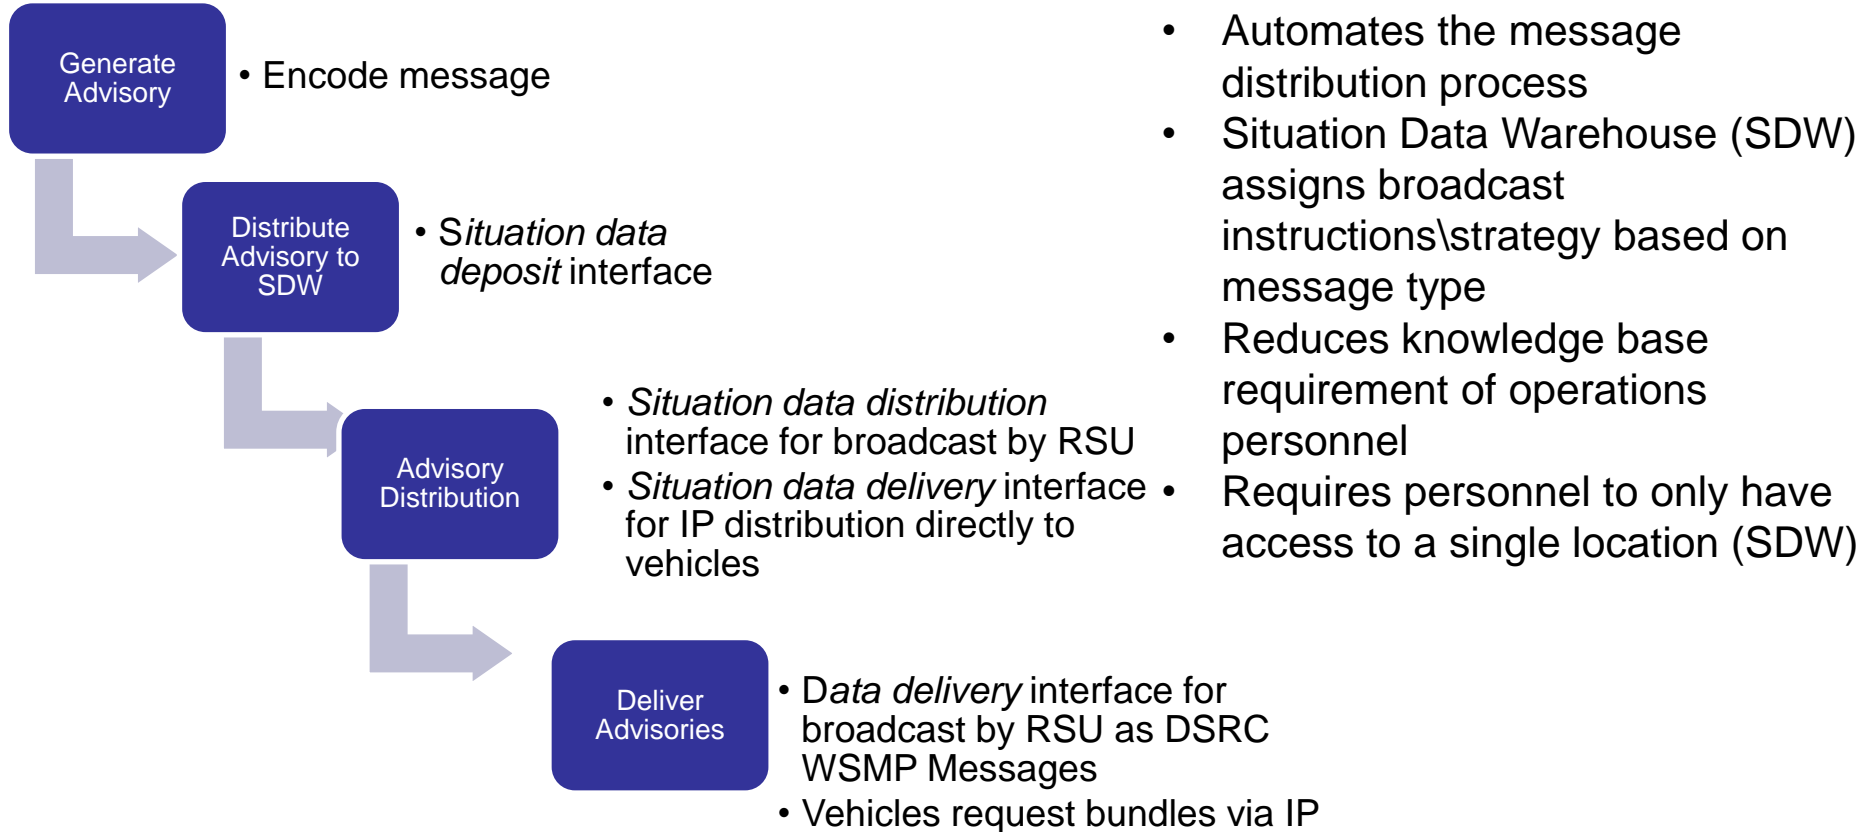 Generate
Advisory
• Encode message
Distribute
Advisory to
SDW
• Situation data
deposit interface
Advisory
Distribution
• Situation data distribution
interface for broadcast by RSU
• Situation data delivery interface
for IP distribution directly to
vehicles
Deliver
Advisories
• Data delivery interface for
broadcast by RSU as DSRC
WSMP Messages
• Vehicles request bundles via IP
• Automates the message
distribution process
• Situation Data Warehouse (SDW)
assigns broadcast
instructions\strategy based on
message type
• Reduces knowledge base
requirement of operations
personnel
• Requires personnel to only have
access to a single location (SDW)